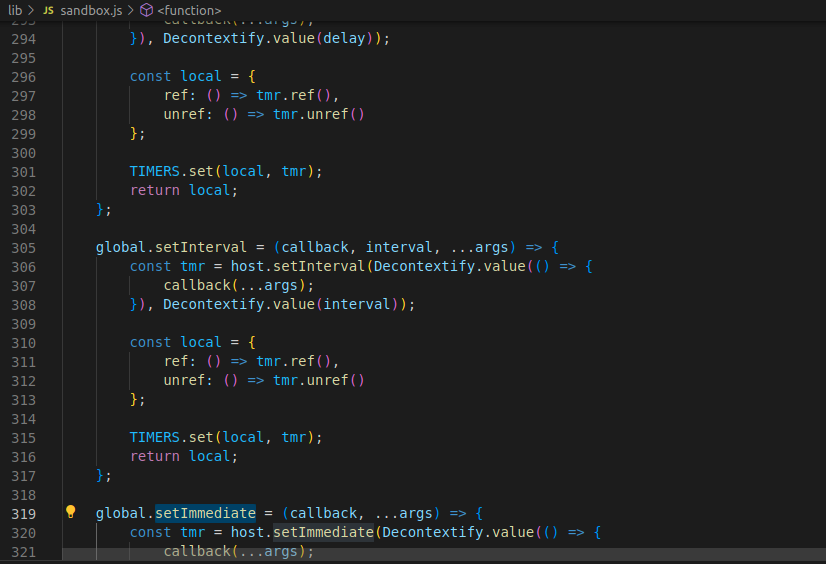 lib > JS sandbox.js > <function>
293 callback(...args);
294 }), Decontextify.value(delay));
295
296 const local = {
297 ref: () => tmr.ref(),
298 unref: () => tmr.unref()
299 };
300
301 TIMERS.set(local, tmr);
302 return local;
303 };
304
305 global.setInterval = (callback, interval, ...args) => {
306 const tmr = host.setInterval(Decontextify.value(() => {
307 callback(...args);
308 }), Decontextify.value(interval));
309
310 const local = {
311 ref: () => tmr.ref(),
312 unref: () => tmr.unref()
313 };
314
315 TIMERS.set(local, tmr);
316 return local;
317 };
318
319 global.setImmediate = (callback, ...args) => {
320 const tmr = host.setImmediate(Decontextify.value(() => {
321 callback(...args);